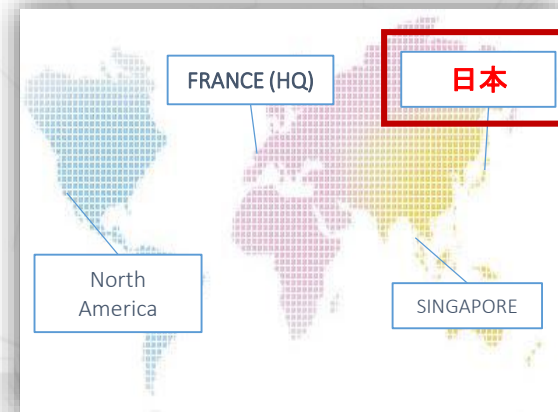 FRANCE (HQ)
日本
North
America
SINGAPORE